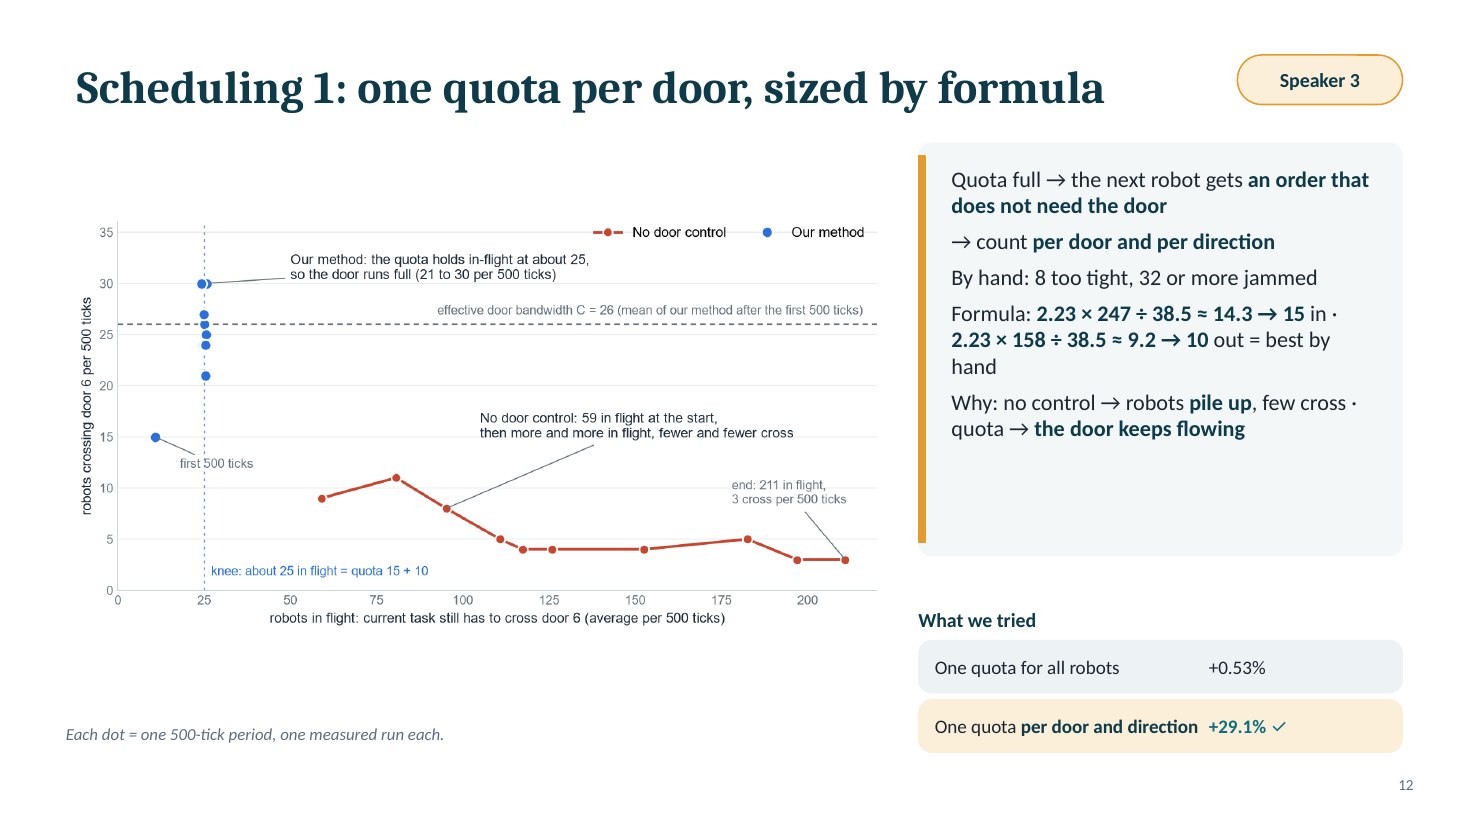 Scheduling 1: one quota per door, sized by formula
Speaker 3
35
30
25
20
15
10
5
0
robots crossing door 6 per 500 ticks
No door control
Our method
Our method: the quota holds in-flight at about 25,
so the door runs full (21 to 30 per 500 ticks)
effective door bandwidth C = 26 (mean of our method after the first 500 ticks)
No door control: 59 in flight at the start,
then more and more in flight, fewer and fewer cross
first 500 ticks
end: 211 in flight,
3 cross per 500 ticks
knee: about 25 in flight = quota 15 + 10
0 25 50 75 100 125 150 175 200
robots in flight: current task still has to cross door 6 (average per 500 ticks)
Each dot = one 500-tick period, one measured run each.
Quota full → the next robot gets an order that
does not need the door
→ count per door and per direction
By hand: 8 too tight, 32 or more jammed
Formula: 2.23 × 247 ÷ 38.5 ≈ 14.3 → 15 in ·
2.23 × 158 ÷ 38.5 ≈ 9.2 → 10 out = best by
hand
Why: no control → robots pile up, few cross ·
quota → the door keeps flowing
What we tried
One quota for all robots +0.53%
One quota per door and direction +29.1% ✓
12